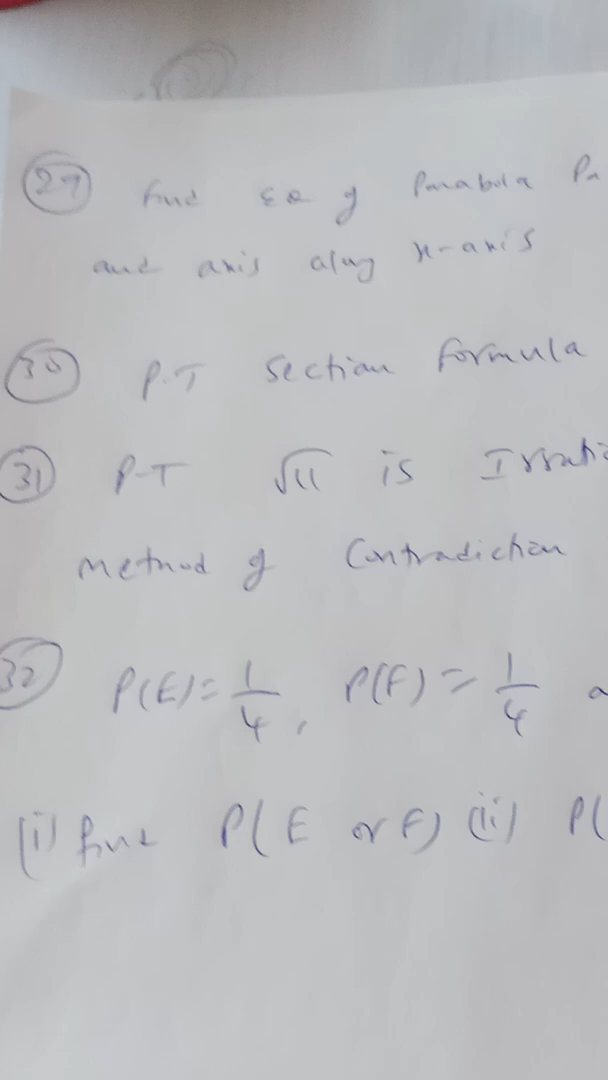 29 find EQ of Parabola Pa
and axis along x-axis
30 P.T Section formula
31 P-T √11 is Irrati
method of Contradiction
32 P(E)= 1/4, P(F) = 1/4 a
(i) find P(E or F) (ii) P(